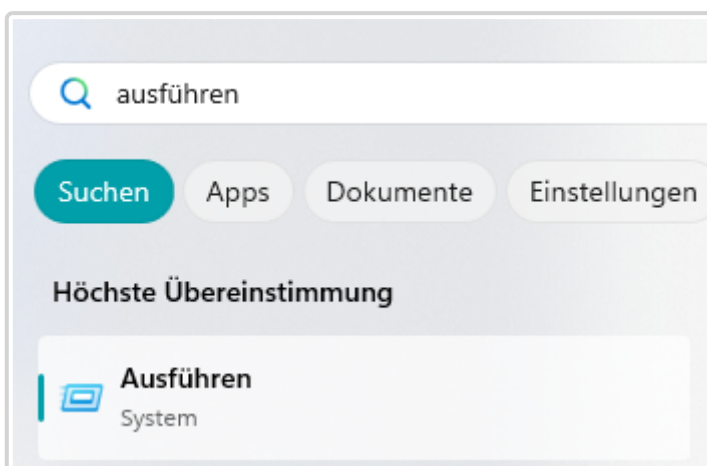 ausführen
Suchen Apps Dokumente Einstellungen
Höchste Übereinstimmung
Ausführen
System